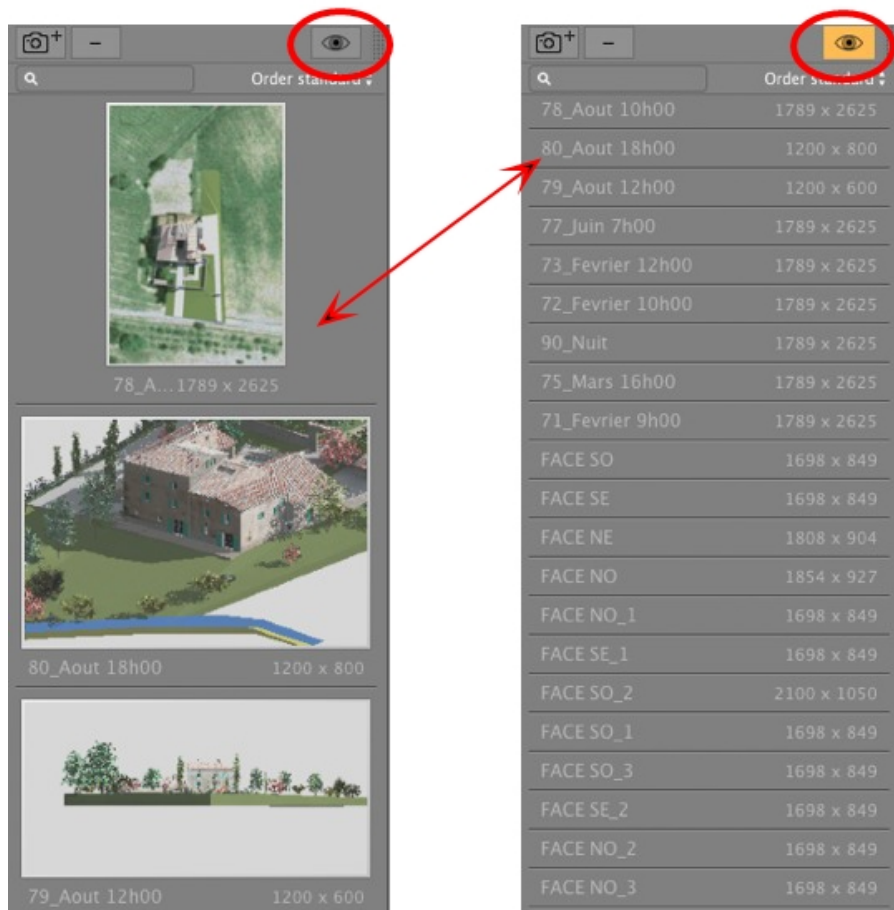 Order standard
78_A...1789 x 2625
80_Aout 18h00 1200 x 800
79_Aout 12h00 1200 x 600
Order standard
78_Aout 10h00 1789 x 2625
80_Aout 18h00 1200 x 800
79_Aout 12h00 1200 x 600
77_Juin 7h00 1789 x 2625
73_Fevrier 12h00 1789 x 2625
72_Fevrier 10h00 1789 x 2625
90_Nuit 1789 x 2625
75_Mars 16h00 1789 x 2625
71_Fevrier 9h00 1789 x 2625
FACE SO 1698 x 849
FACE SE 1698 x 849
FACE NE 1808 x 904
FACE NO 1854 x 927
FACE NO_1 1698 x 849
FACE SE_1 1698 x 849
FACE SO_2 2100 x 1050
FACE SO_1 1698 x 849
FACE SO_3 1698 x 849
FACE SE_2 1698 x 849
FACE NO_2 1698 x 849
FACE NO_3 1698 x 849